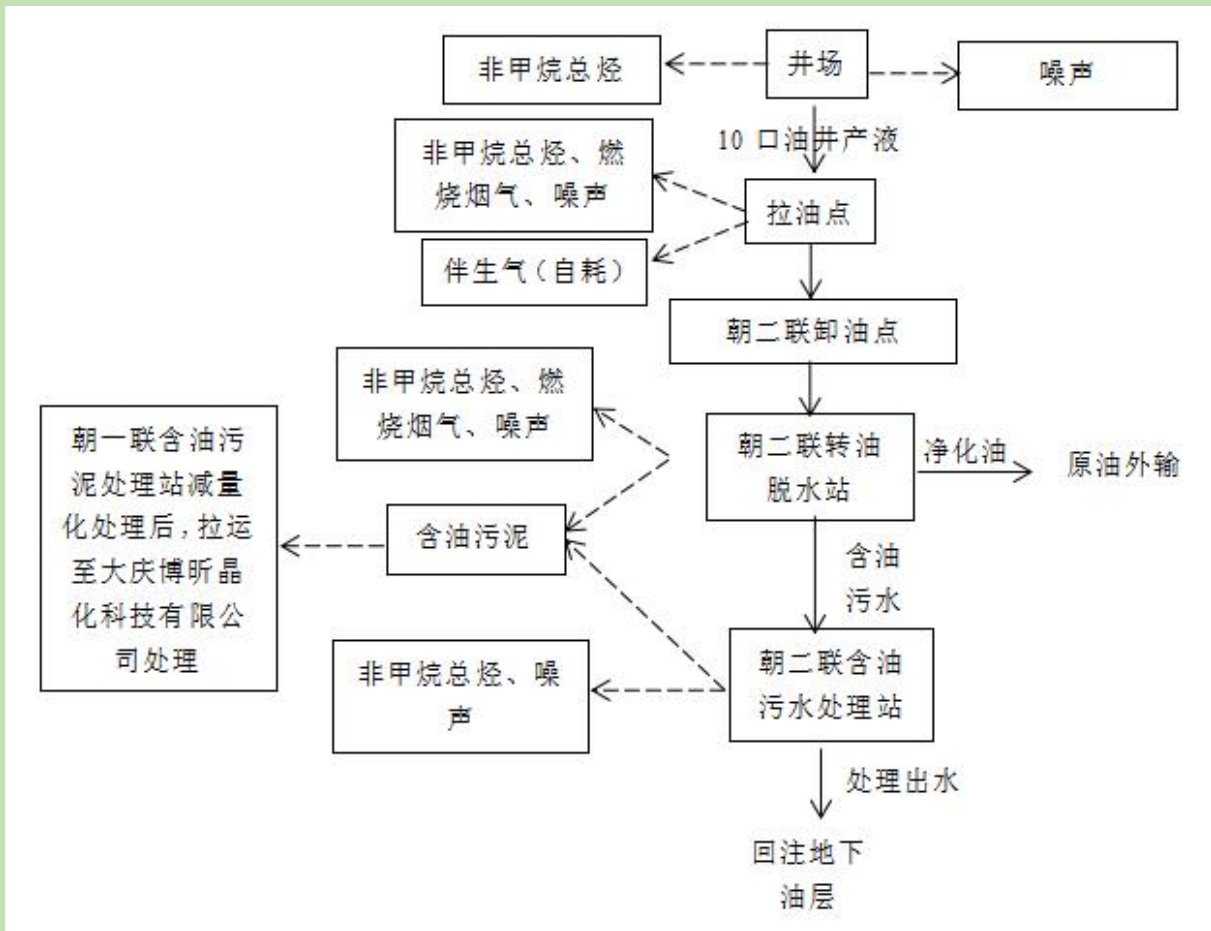 非甲烷总烃
井场
噪声
10 口油井产液
非甲烷总烃、燃
烧烟气、噪声
拉油点
伴生气（自耗）
朝二联卸油点
非甲烷总烃、燃
烧烟气、噪声
朝一联含油污
泥处理站减量
化处理后,拉运
至大庆博昕晶
化科技有限公
司处理
朝二联转油
脱水站
净化油
原油外输
含油污泥
含油
污水
非甲烷总烃、噪
声
朝二联含油
污水处理站
处理出水
回注地下
油层